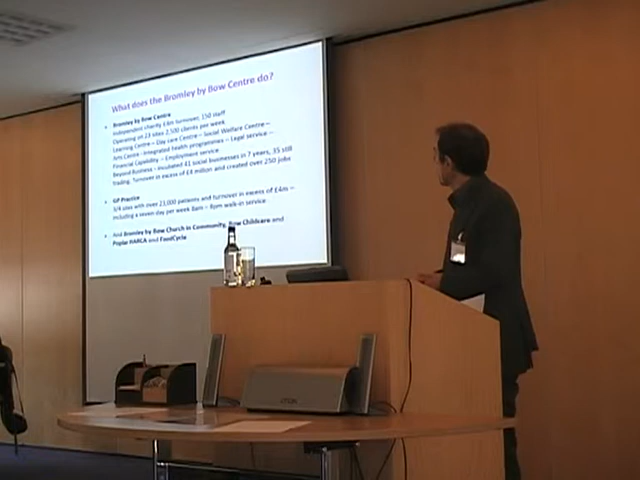 What does the Bromley by Bow Centre do?
Bromley by Bow Centre
Independent charity £4m turnover, 150 staff
Operating on 23 sites 2,500 clients per week
Learning Centre – Day care Centre – Social Welfare Centre –
Arts Centre - Integrated health programme – Legal service –
Financial Capability – Employment service
Beyond Business - incubated 41 social businesses in 7 years, 35 still
trading. Turnover in excess of £4 million and created over 250 jobs
GP Practice
3/4 sites with over 23,000 patients and turnover in excess of £4m –
including a seven day per week 8am – 8pm walk-in service
And Bromley by Bow Church in Community, Bow Childcare and
Poplar HARCA and FoodCycle